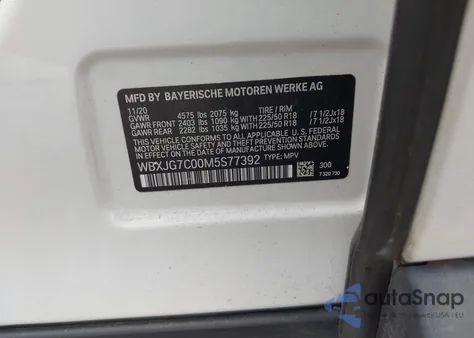 MFD BY BAYERISCHE MOTOREN WERKE AG
11/20
GVWR 4575 lbs 2075 kg TIRE / RIM
GAWR FRONT 2403 lbs 1090 kg WITH 225/50 R18 / 7 1/2Jx18
GAWR REAR 2282 lbs 1035 kg WITH 225/50 R18 / 7 1/2Jx18
THIS VEHICLE CONFORMS TO ALL APPLICABLE
FEDERAL MOTOR VEHICLE SAFETY, BUMPER
AND THEFT PREVENTION STANDARDS IN EFFECT
ON THE DATE OF MANUFACTURE SHOWN ABOVE.
WBXJG7C00M5S77392 TYPE: MPV
300
7 320 730
autoSnap